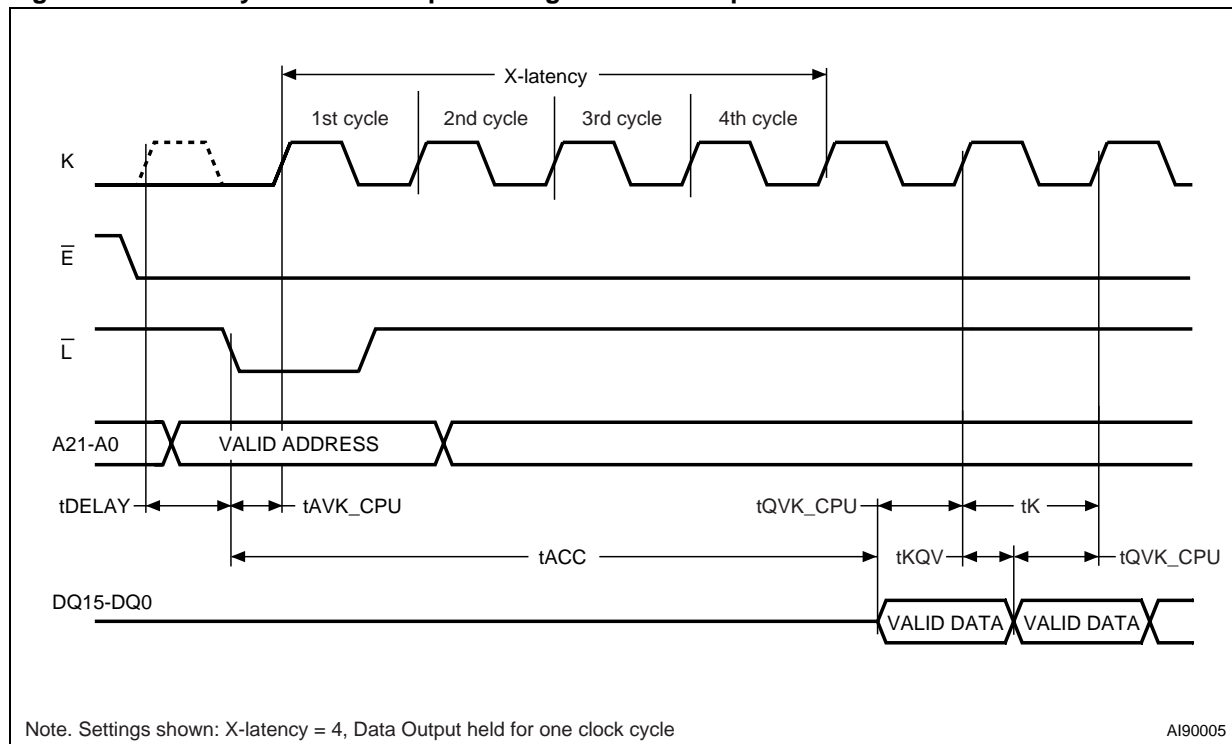 X-latency
1st cycle 2nd cycle 3rd cycle 4th cycle
K
E
L
A21-A0 VALID ADDRESS
tDELAY tAVK_CPU tQVK_CPU tK
tACC tKQV tQVK_CPU
DQ15-DQ0
VALID DATA VALID DATA
Note. Settings shown: X-latency = 4, Data Output held for one clock cycle AI90005